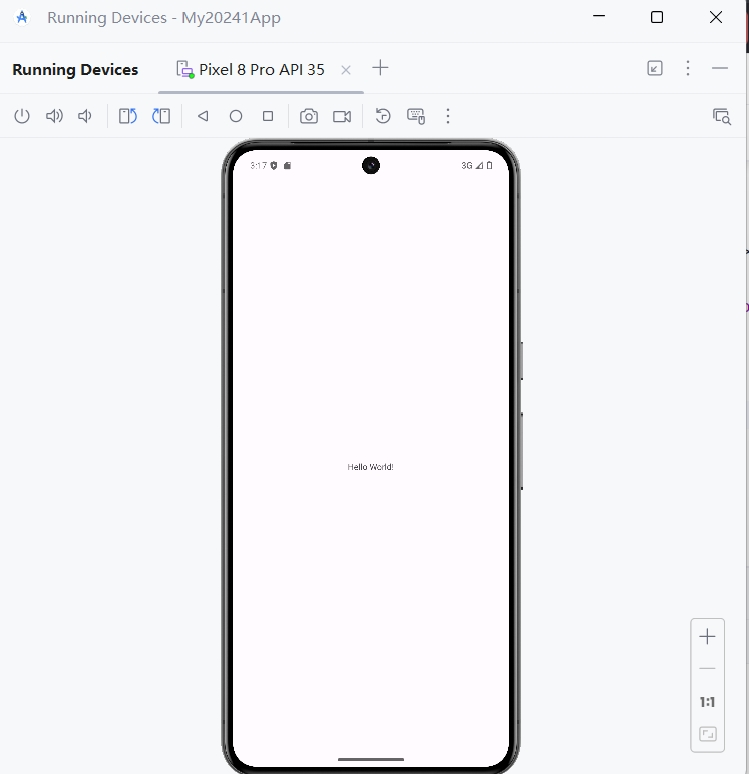 Running Devices - My20241App
Running Devices
Pixel 8 Pro API 35
3:17
3G
Hello World!
1:1